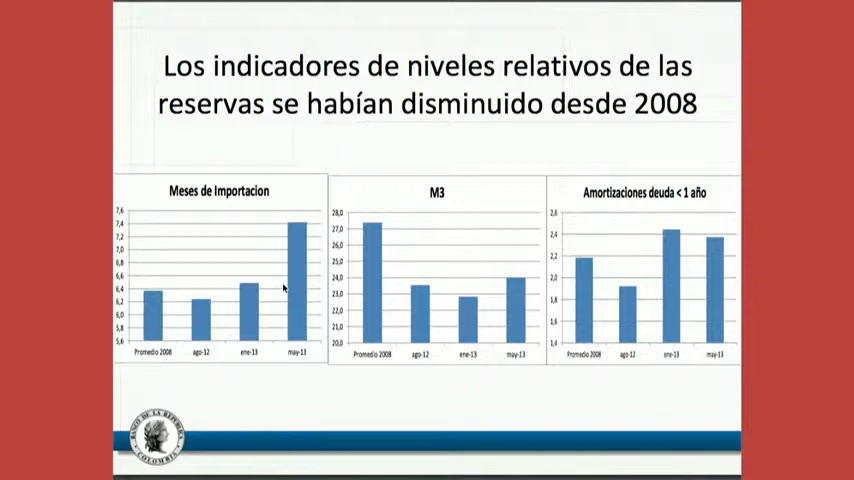 Los indicadores de niveles relativos de las
reservas se habían disminuido desde 2008
Meses de Importacion
7,6
7,4
7,2
7,0
6,8
6,6
6,4
6,2
6,0
5,8
5,6
Promedio 2008 ago-12 ene-13 may-13
M3
28,0
27,0
26,0
25,0
24,0
23,0
22,0
21,0
20,0
Promedio 2008 ago-12 ene-13 may-13
Amortizaciones deuda < 1 año
2,6
2,4
2,2
2,0
1,8
1,6
1,4
Promedio 2008 ago-12 ene-13 may-13
BANCO DE LA REPUBLICA
COLOMBIA